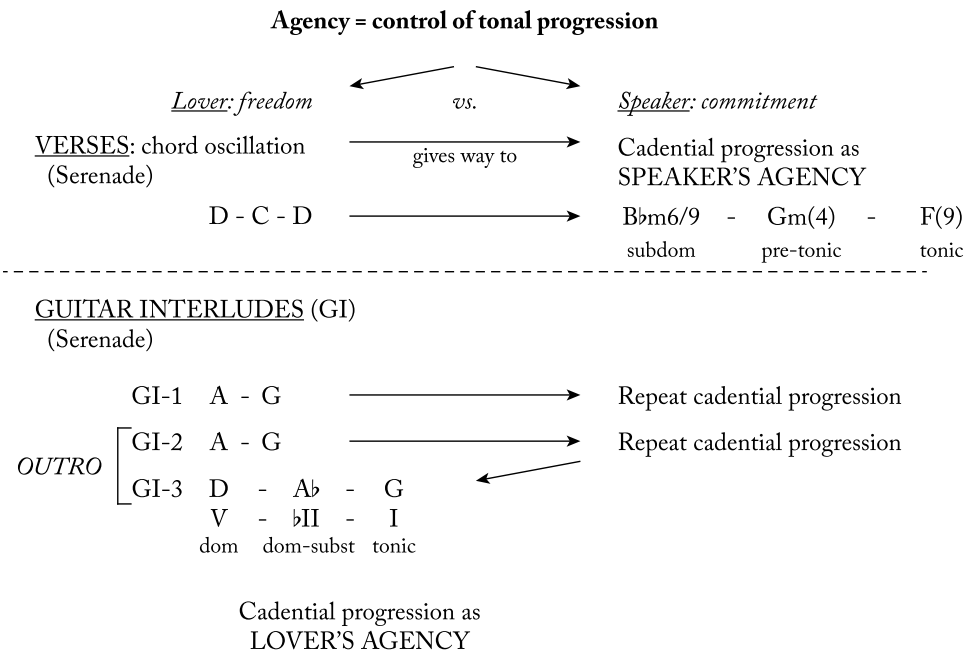 Agency = control of tonal progression
Lover: freedom vs. Speaker: commitment
VERSES: chord oscillation gives way to Cadential progression as
(Serenade) SPEAKER'S AGENCY
D - C - D B♭m6/9 - Gm(4) - F(9)
subdom pre-tonic tonic
GUITAR INTERLUDES (GI)
(Serenade)
GI-1 A - G Repeat cadential progression
GI-2 A - G Repeat cadential progression
OUTRO
GI-3 D - A♭ - G
V - ♭II - I
dom dom-subst tonic
Cadential progression as
LOVER'S AGENCY